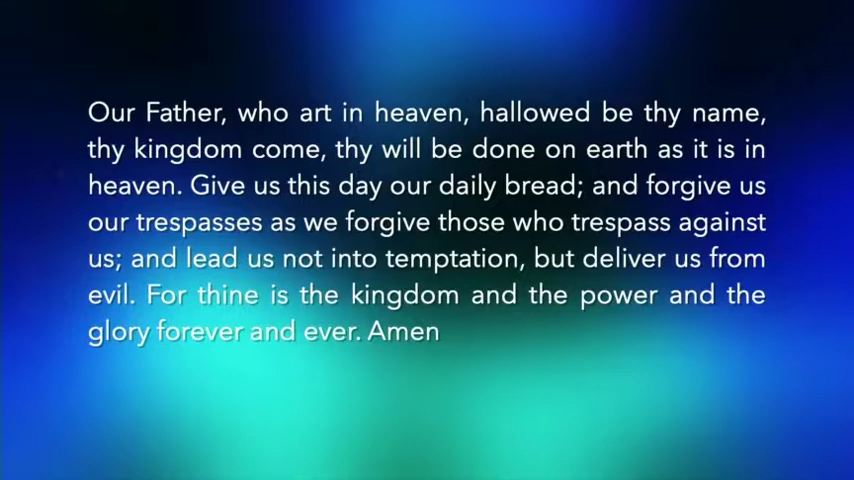 Our Father, who art in heaven, hallowed be thy name,
thy kingdom come, thy will be done on earth as it is in
heaven. Give us this day our daily bread; and forgive us
our trespasses as we forgive those who trespass against
us; and lead us not into temptation, but deliver us from
evil. For thine is the kingdom and the power and the
glory forever and ever. Amen